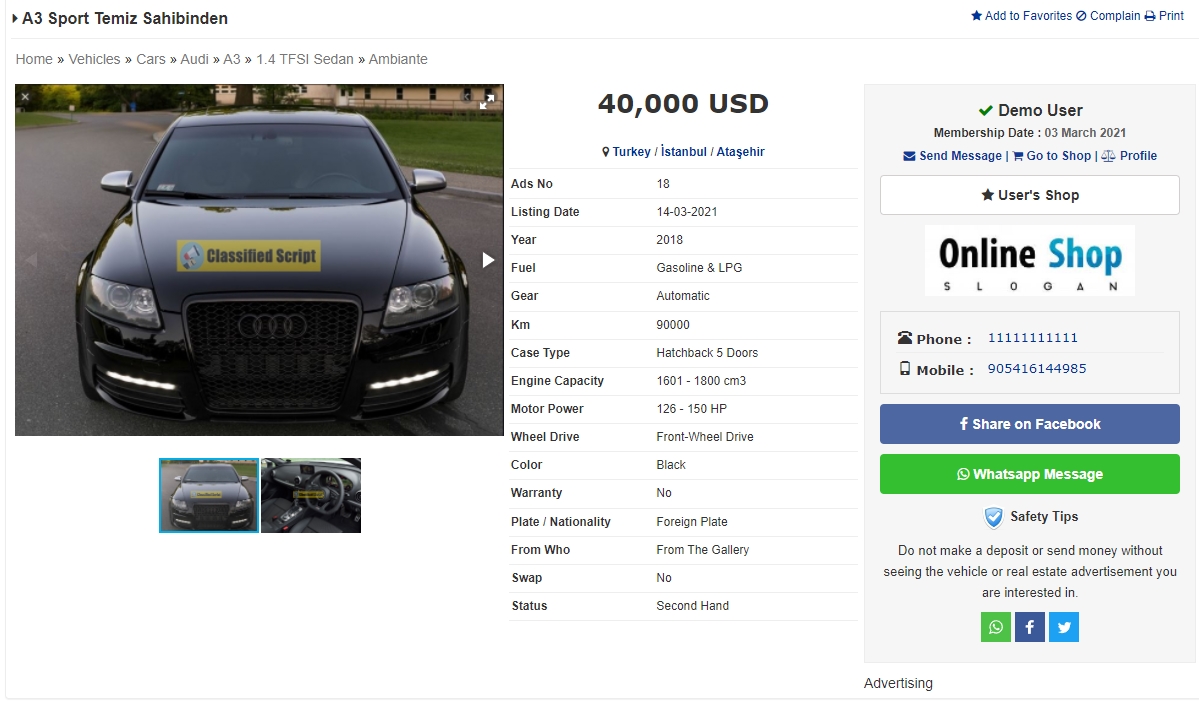 A3 Sport Temiz Sahibinden
Add to Favorites Complain Print
Home » Vehicles » Cars » Audi » A3 » 1.4 TFSI Sedan » Ambiante
Classified Script
40,000 USD
Turkey / İstanbul / Ataşehir
Ads No 18
Listing Date 14-03-2021
Year 2018
Fuel Gasoline & LPG
Gear Automatic
Km 90000
Case Type Hatchback 5 Doors
Engine Capacity 1601 - 1800 cm3
Motor Power 126 - 150 HP
Wheel Drive Front-Wheel Drive
Color Black
Warranty No
Plate / Nationality Foreign Plate
From Who From The Gallery
Swap No
Status Second Hand
Demo User
Membership Date : 03 March 2021
Send Message | Go to Shop | Profile
User's Shop
Online Shop
SLOGAN
Phone : 11111111111
Mobile : 905416144985
Share on Facebook
Whatsapp Message
Safety Tips
Do not make a deposit or send money without
seeing the vehicle or real estate advertisement you
are interested in.
Advertising